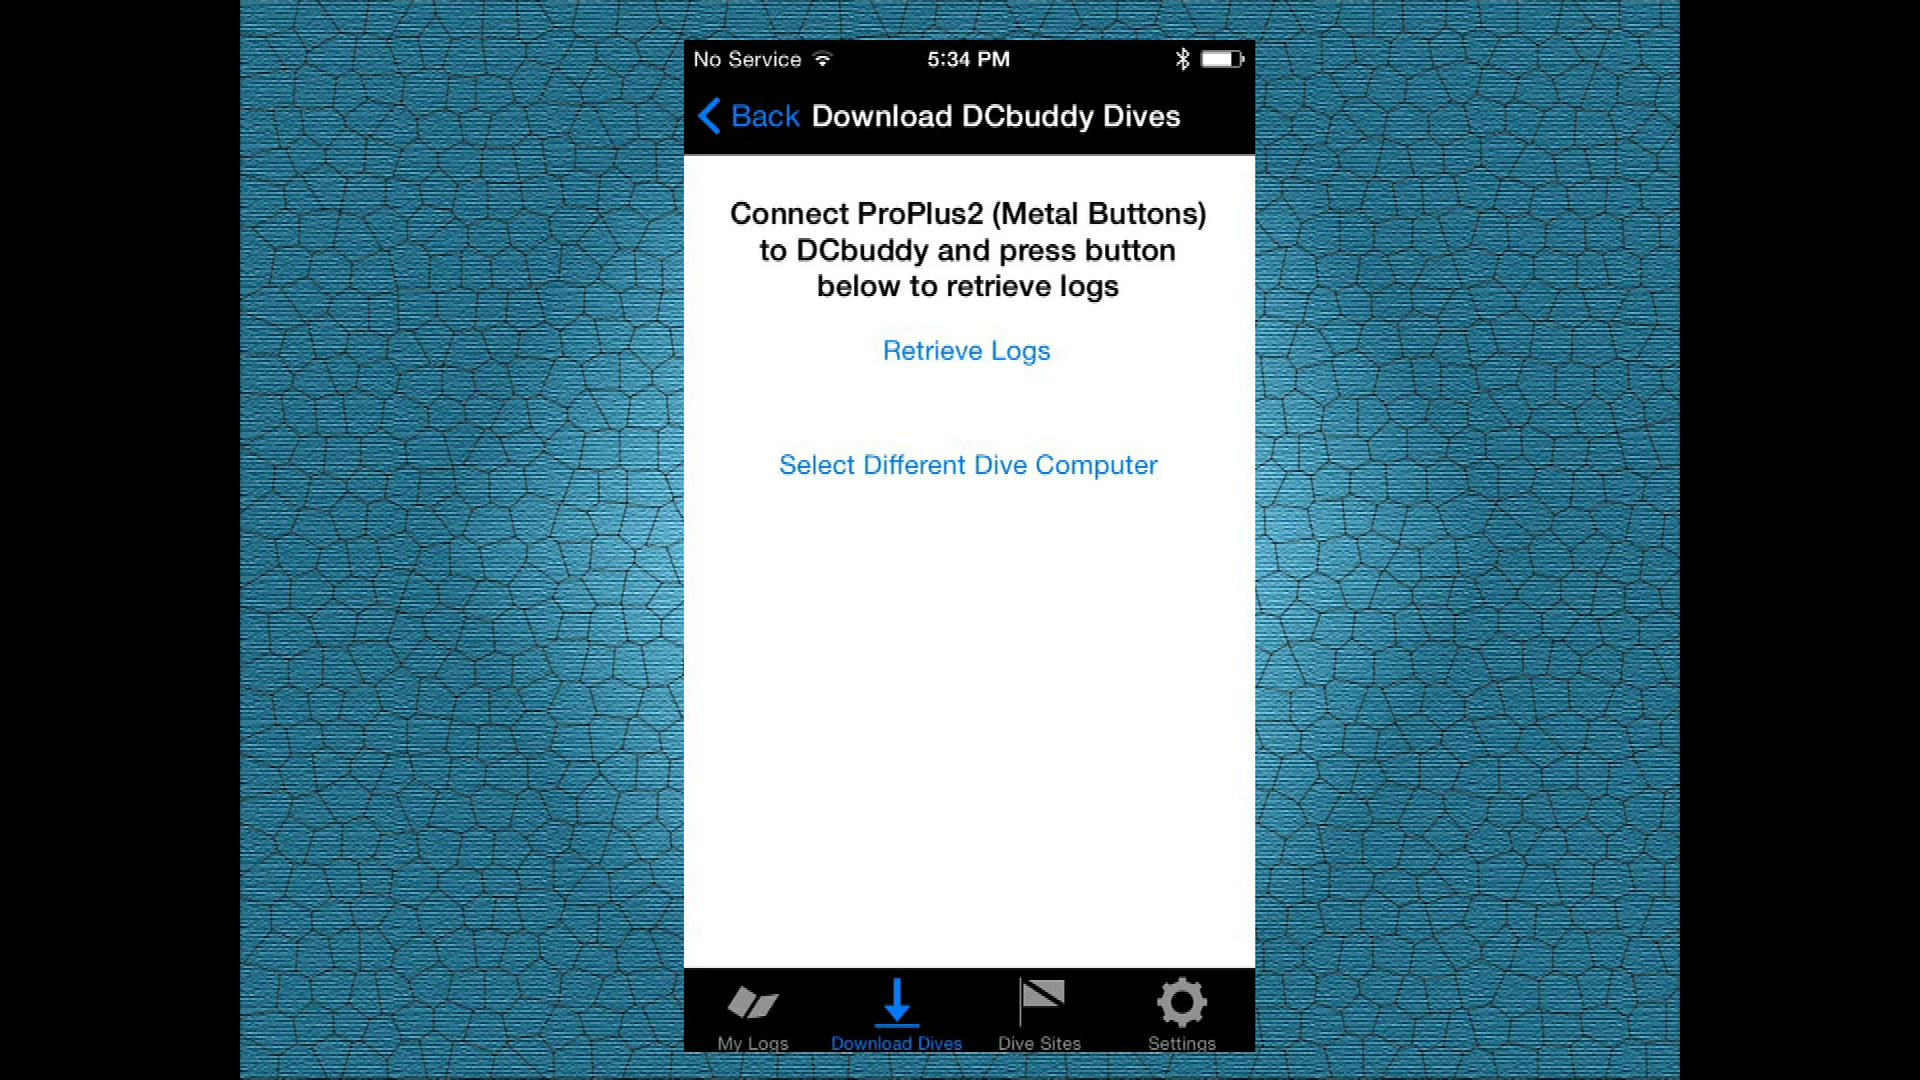 No Service 5:34 PM
Back Download DCbuddy Dives
Connect ProPlus2 (Metal Buttons)
to DCbuddy and press button
below to retrieve logs
Retrieve Logs
Select Different Dive Computer
My Logs Download Dives Dive Sites Settings